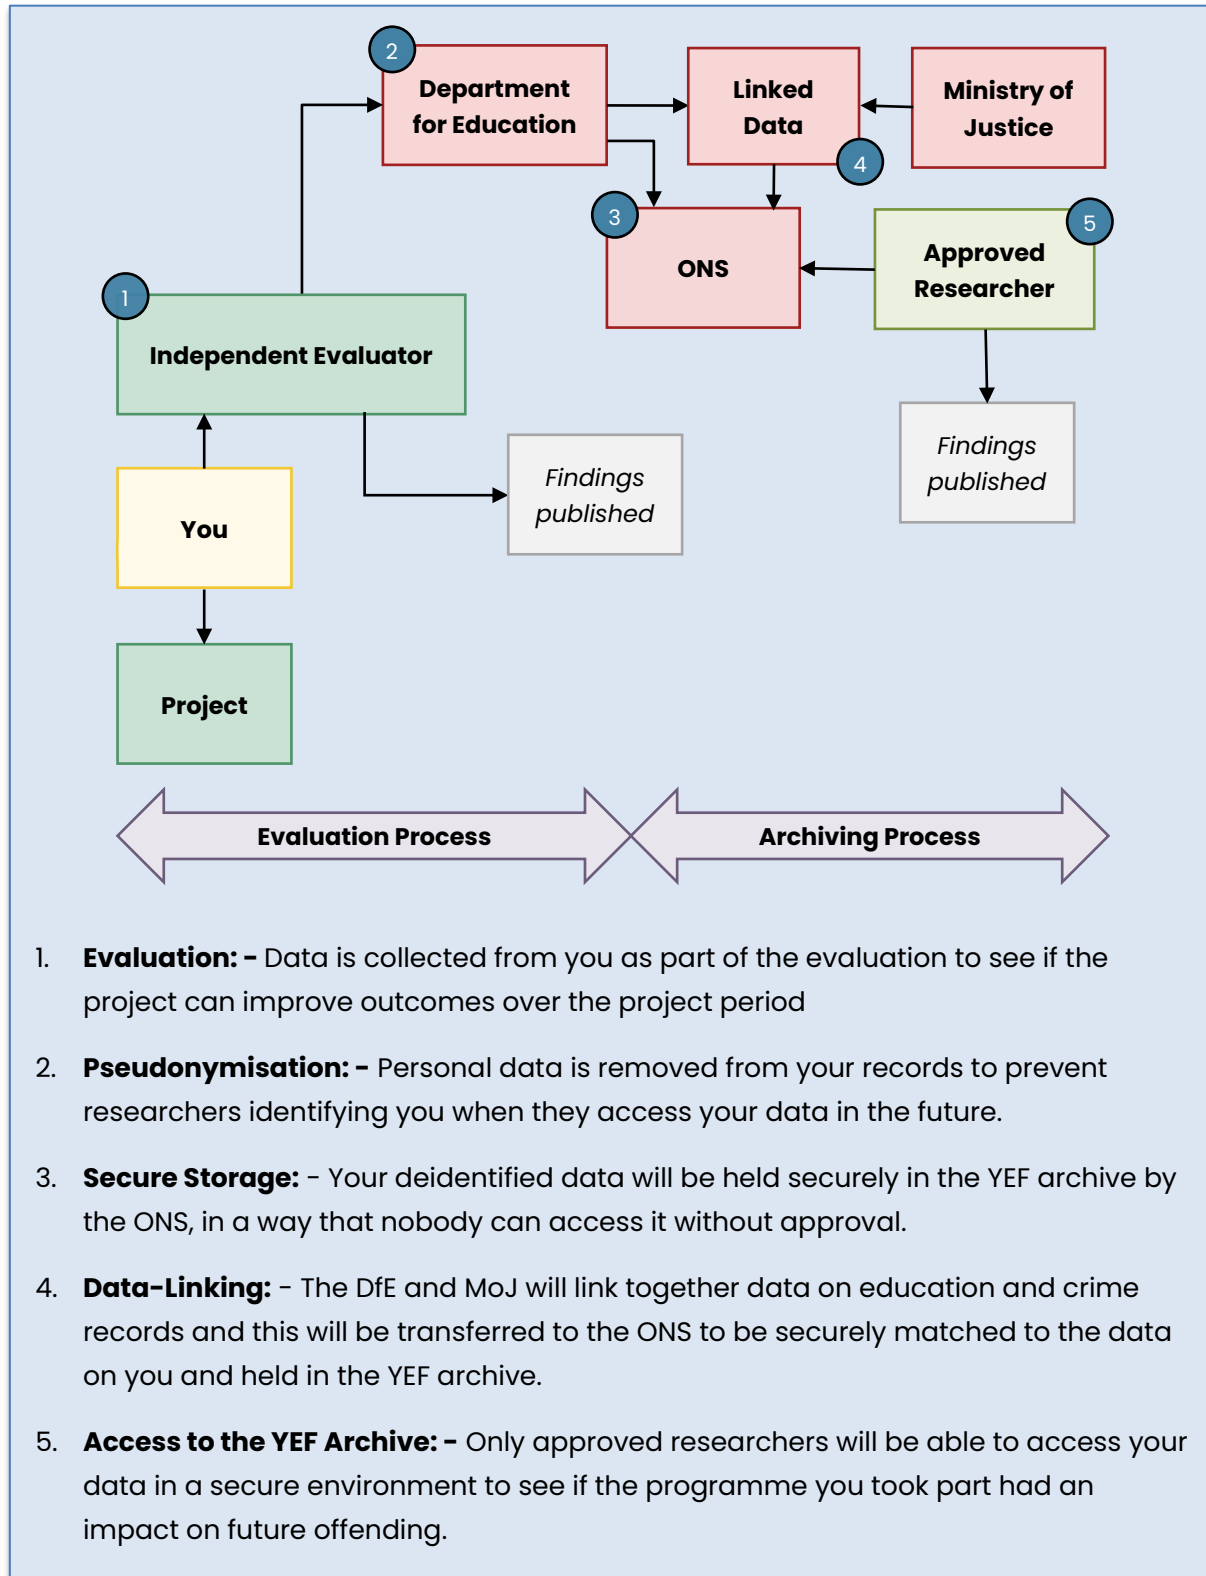 2
Department
for Education
Linked
Data
Ministry of
Justice
4
3
ONS
5
Approved
Researcher
1
Independent Evaluator
Findings
published
Findings
published
You
Project
Evaluation Process
Archiving Process
1. Evaluation: - Data is collected from you as part of the evaluation to see if the
project can improve outcomes over the project period
2. Pseudonymisation: - Personal data is removed from your records to prevent
researchers identifying you when they access your data in the future.
3. Secure Storage: - Your deidentified data will be held securely in the YEF archive by
the ONS, in a way that nobody can access it without approval.
4. Data-Linking: - The DfE and MoJ will link together data on education and crime
records and this will be transferred to the ONS to be securely matched to the data
on you and held in the YEF archive.
5. Access to the YEF Archive: - Only approved researchers will be able to access your
data in a secure environment to see if the programme you took part had an
impact on future offending.